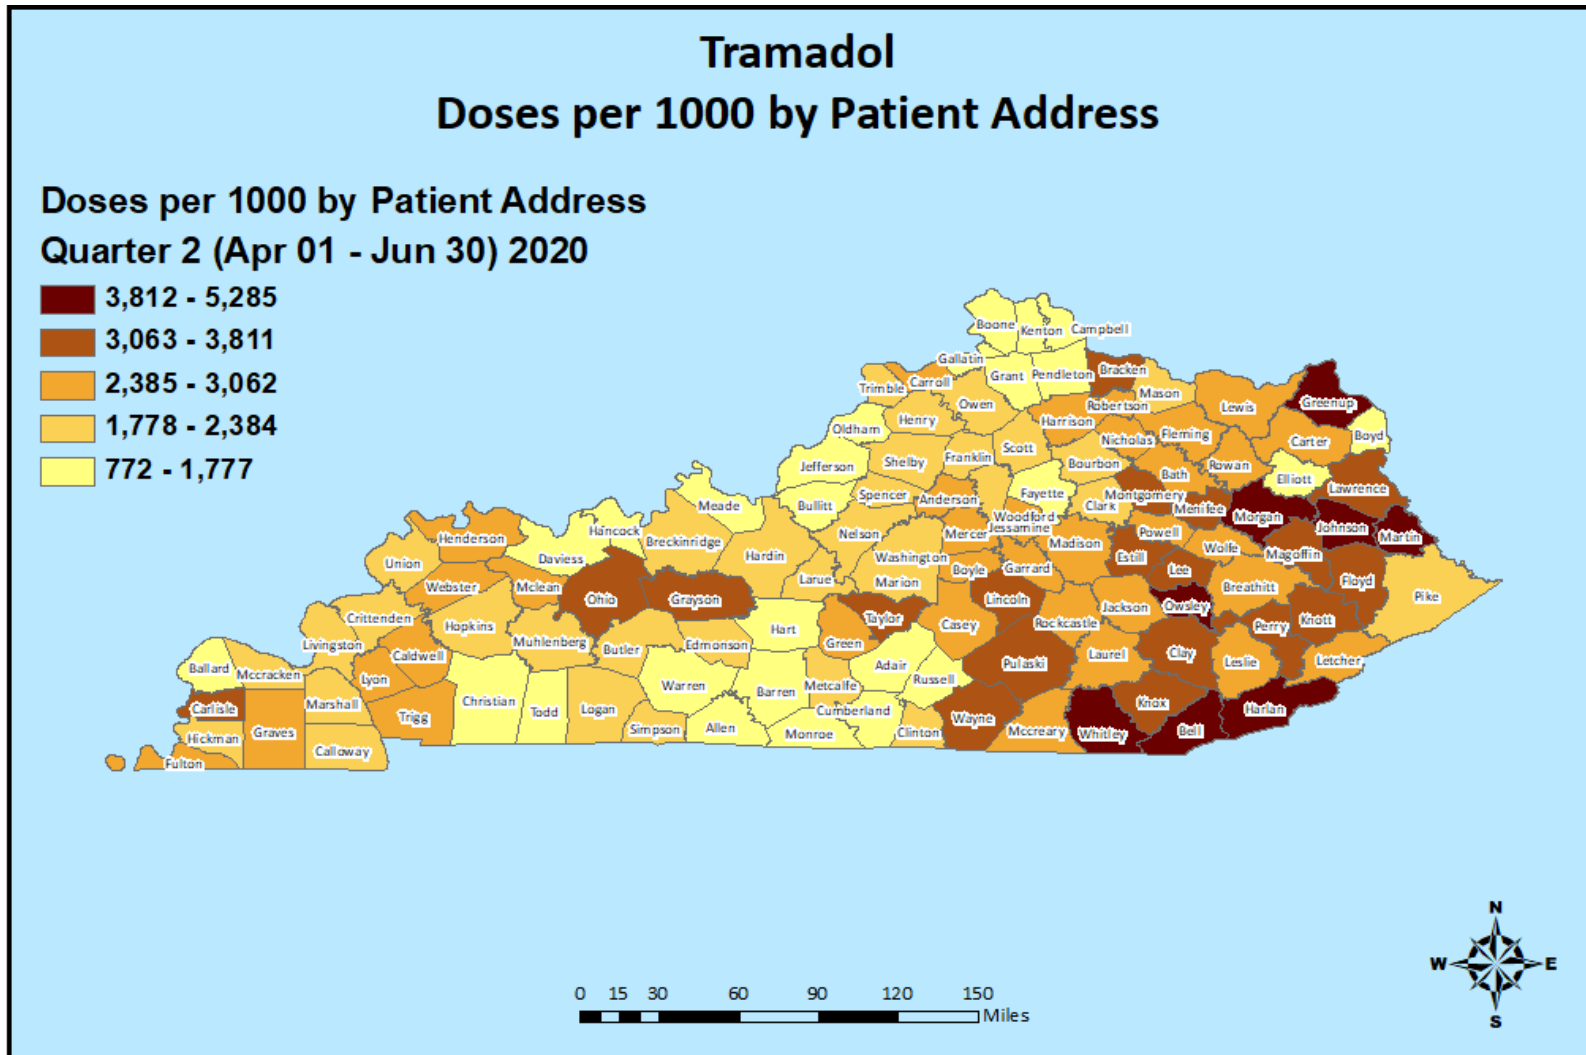 Tramadol
Doses per 1000 by Patient Address
Doses per 1000 by Patient Address
Quarter 2 (Apr 01 - Jun 30) 2020
3,812 - 5,285
3,063 - 3,811
2,385 - 3,062
1,778 - 2,384
772 - 1,777
Boone
Kenton
Campbell
Gallatin
Grant
Pendleton
Bracken
Trimble
Carroll
Owen
Mason
Robertson
Lewis
Greenup
Oldham
Henry
Harrison
Nicholas
Fleming
Carter
Boyd
Jefferson
Shelby
Franklin
Scott
Bourbon
Bath
Rowan
Elliott
Lawrence
Meade
Bullitt
Spencer
Anderson
Fayette
Clark
Montgomery
Menifee
Morgan
Johnson
Martin
Hancock
Breckinridge
Nelson
Mercer
Woodford
Jessamine
Madison
Powell
Henderson
Daviess
Hardin
Washington
Estill
Wolfe
Magoffin
Union
Webster
Mclean
Ohio
Grayson
Larue
Marion
Boyle
Garrard
Lee
Breathitt
Floyd
Pike
Crittenden
Hopkins
Hart
Taylor
Lincoln
Jackson
Owsley
Livingston
Muhlenberg
Butler
Edmonson
Green
Casey
Rockcastle
Perry
Knott
Ballard
Mccracken
Caldwell
Lyon
Warren
Barren
Metcalfe
Adair
Russell
Pulaski
Laurel
Clay
Leslie
Letcher
Carlisle
Marshall
Trigg
Christian
Todd
Logan
Cumberland
Wayne
Knox
Harlan
Hickman
Graves
Calloway
Simpson
Allen
Monroe
Clinton
Mccreary
Whitley
Bell
Fulton
N
W
E
S
0 15 30 60 90 120 150
Miles